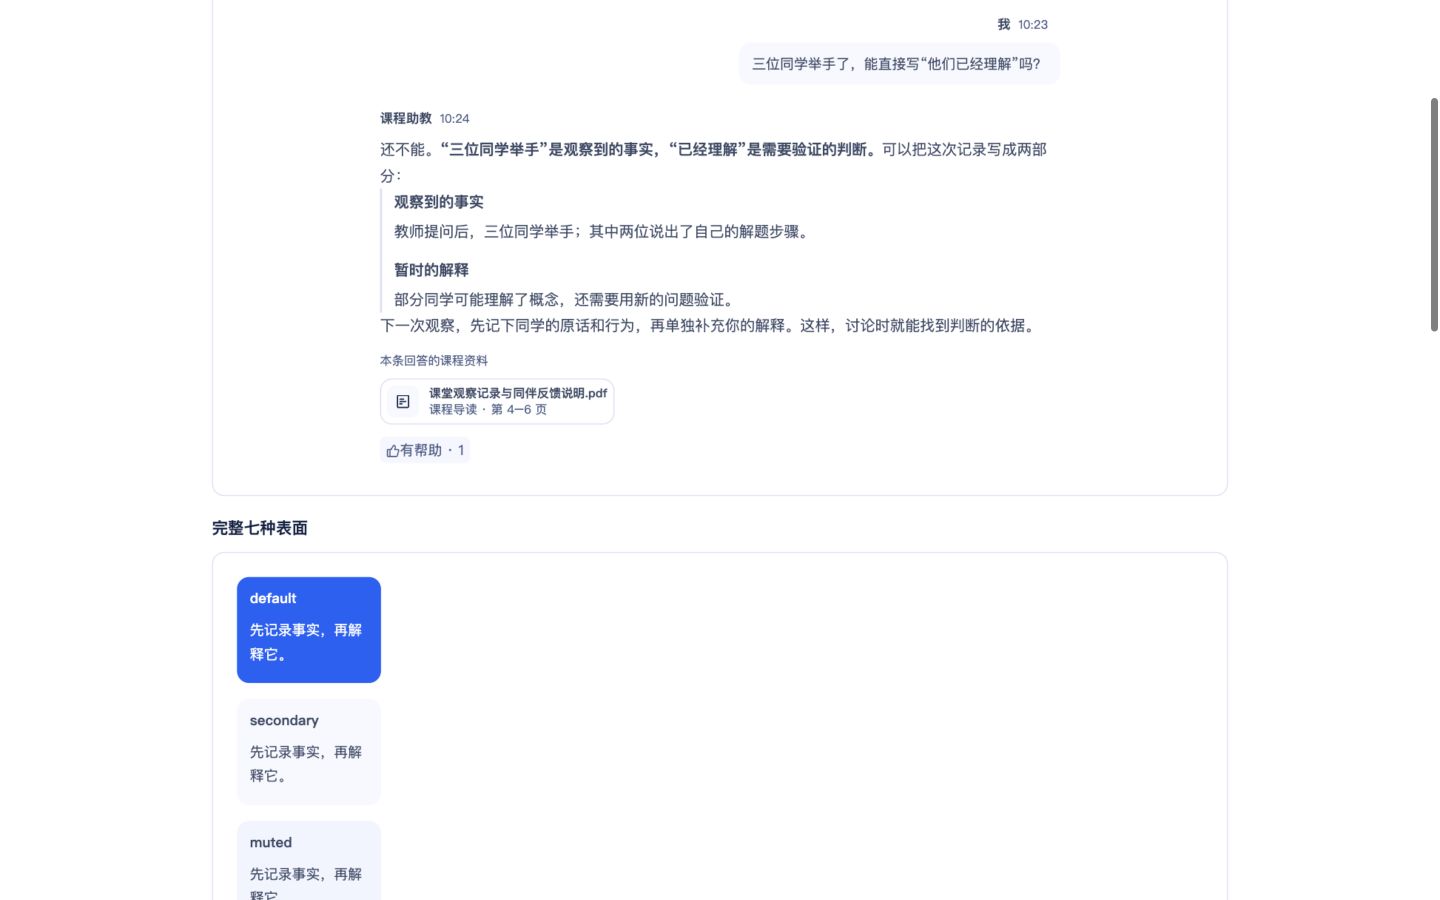 我 10:23
三位同学举手了，能直接写“他们已经理解”吗？
课程助教 10:24
还不能。“三位同学举手”是观察到的事实，“已经理解”是需要验证的判断。可以把这次记录写成两部
分：
观察到的事实
教师提问后，三位同学举手；其中两位说出了自己的解题步骤。
暂时的解释
部分同学可能理解了概念，还需要用新的问题验证。
下一次观察，先记下同学的原话和行为，再单独补充你的解释。这样，讨论时就能找到判断的依据。
本条回答的课程资料
课堂观察记录与同伴反馈说明.pdf
课程导读 · 第 4–6 页
有帮助 · 1
完整七种表面
default
先记录事实，再解
释它。
secondary
先记录事实，再解
释它。
muted
先记录事实，再解
释它。